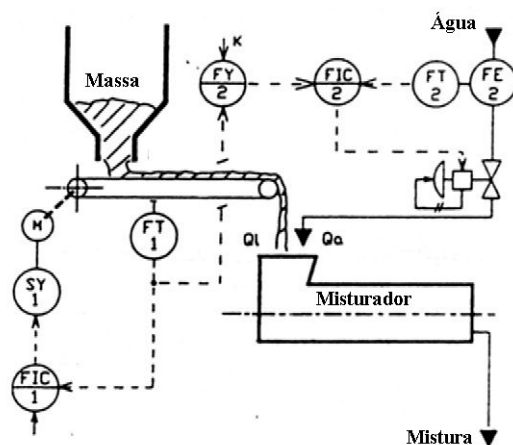 Água
K
Massa
FY
2
FIC
2
FT
2
FE
2
M
FT
1
Ql
Qa
SY
1
Misturador
FIC
1
Mistura